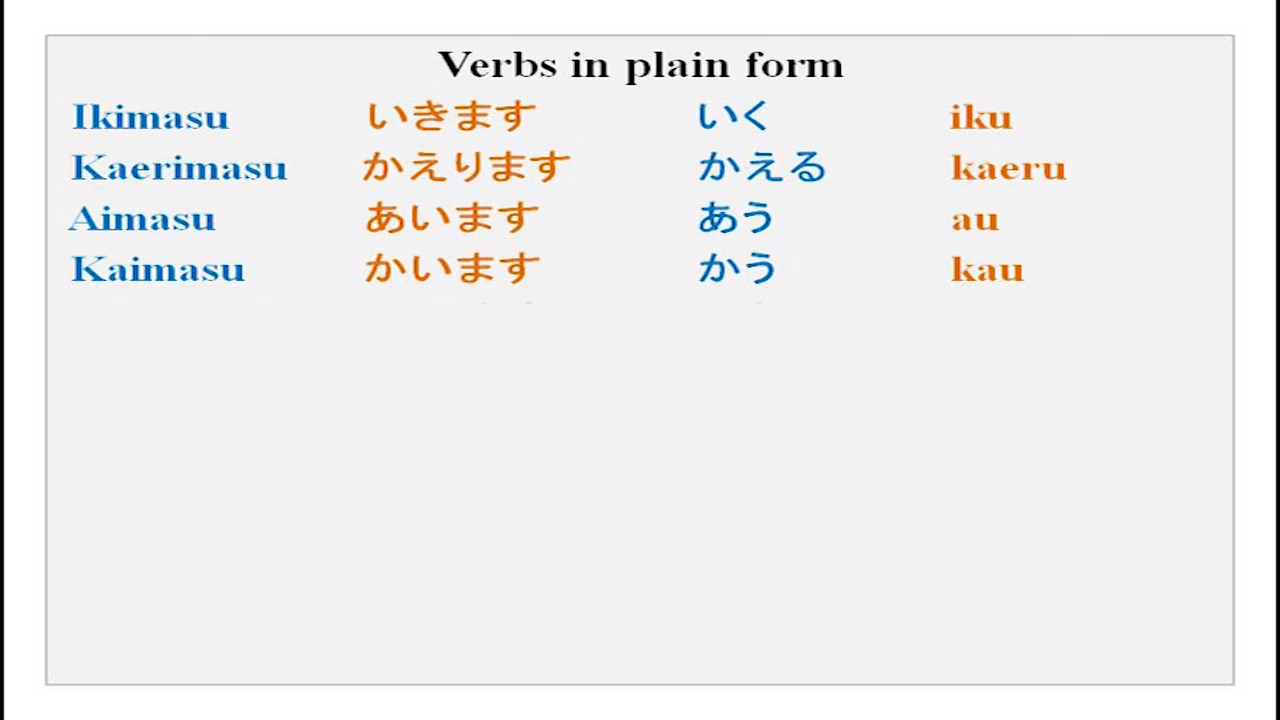 Verbs in plain form
Ikimasu いきます いく iku
Kaerimasu かえります かえる kaeru
Aimasu あいます あう au
Kaimasu かいます かう kau